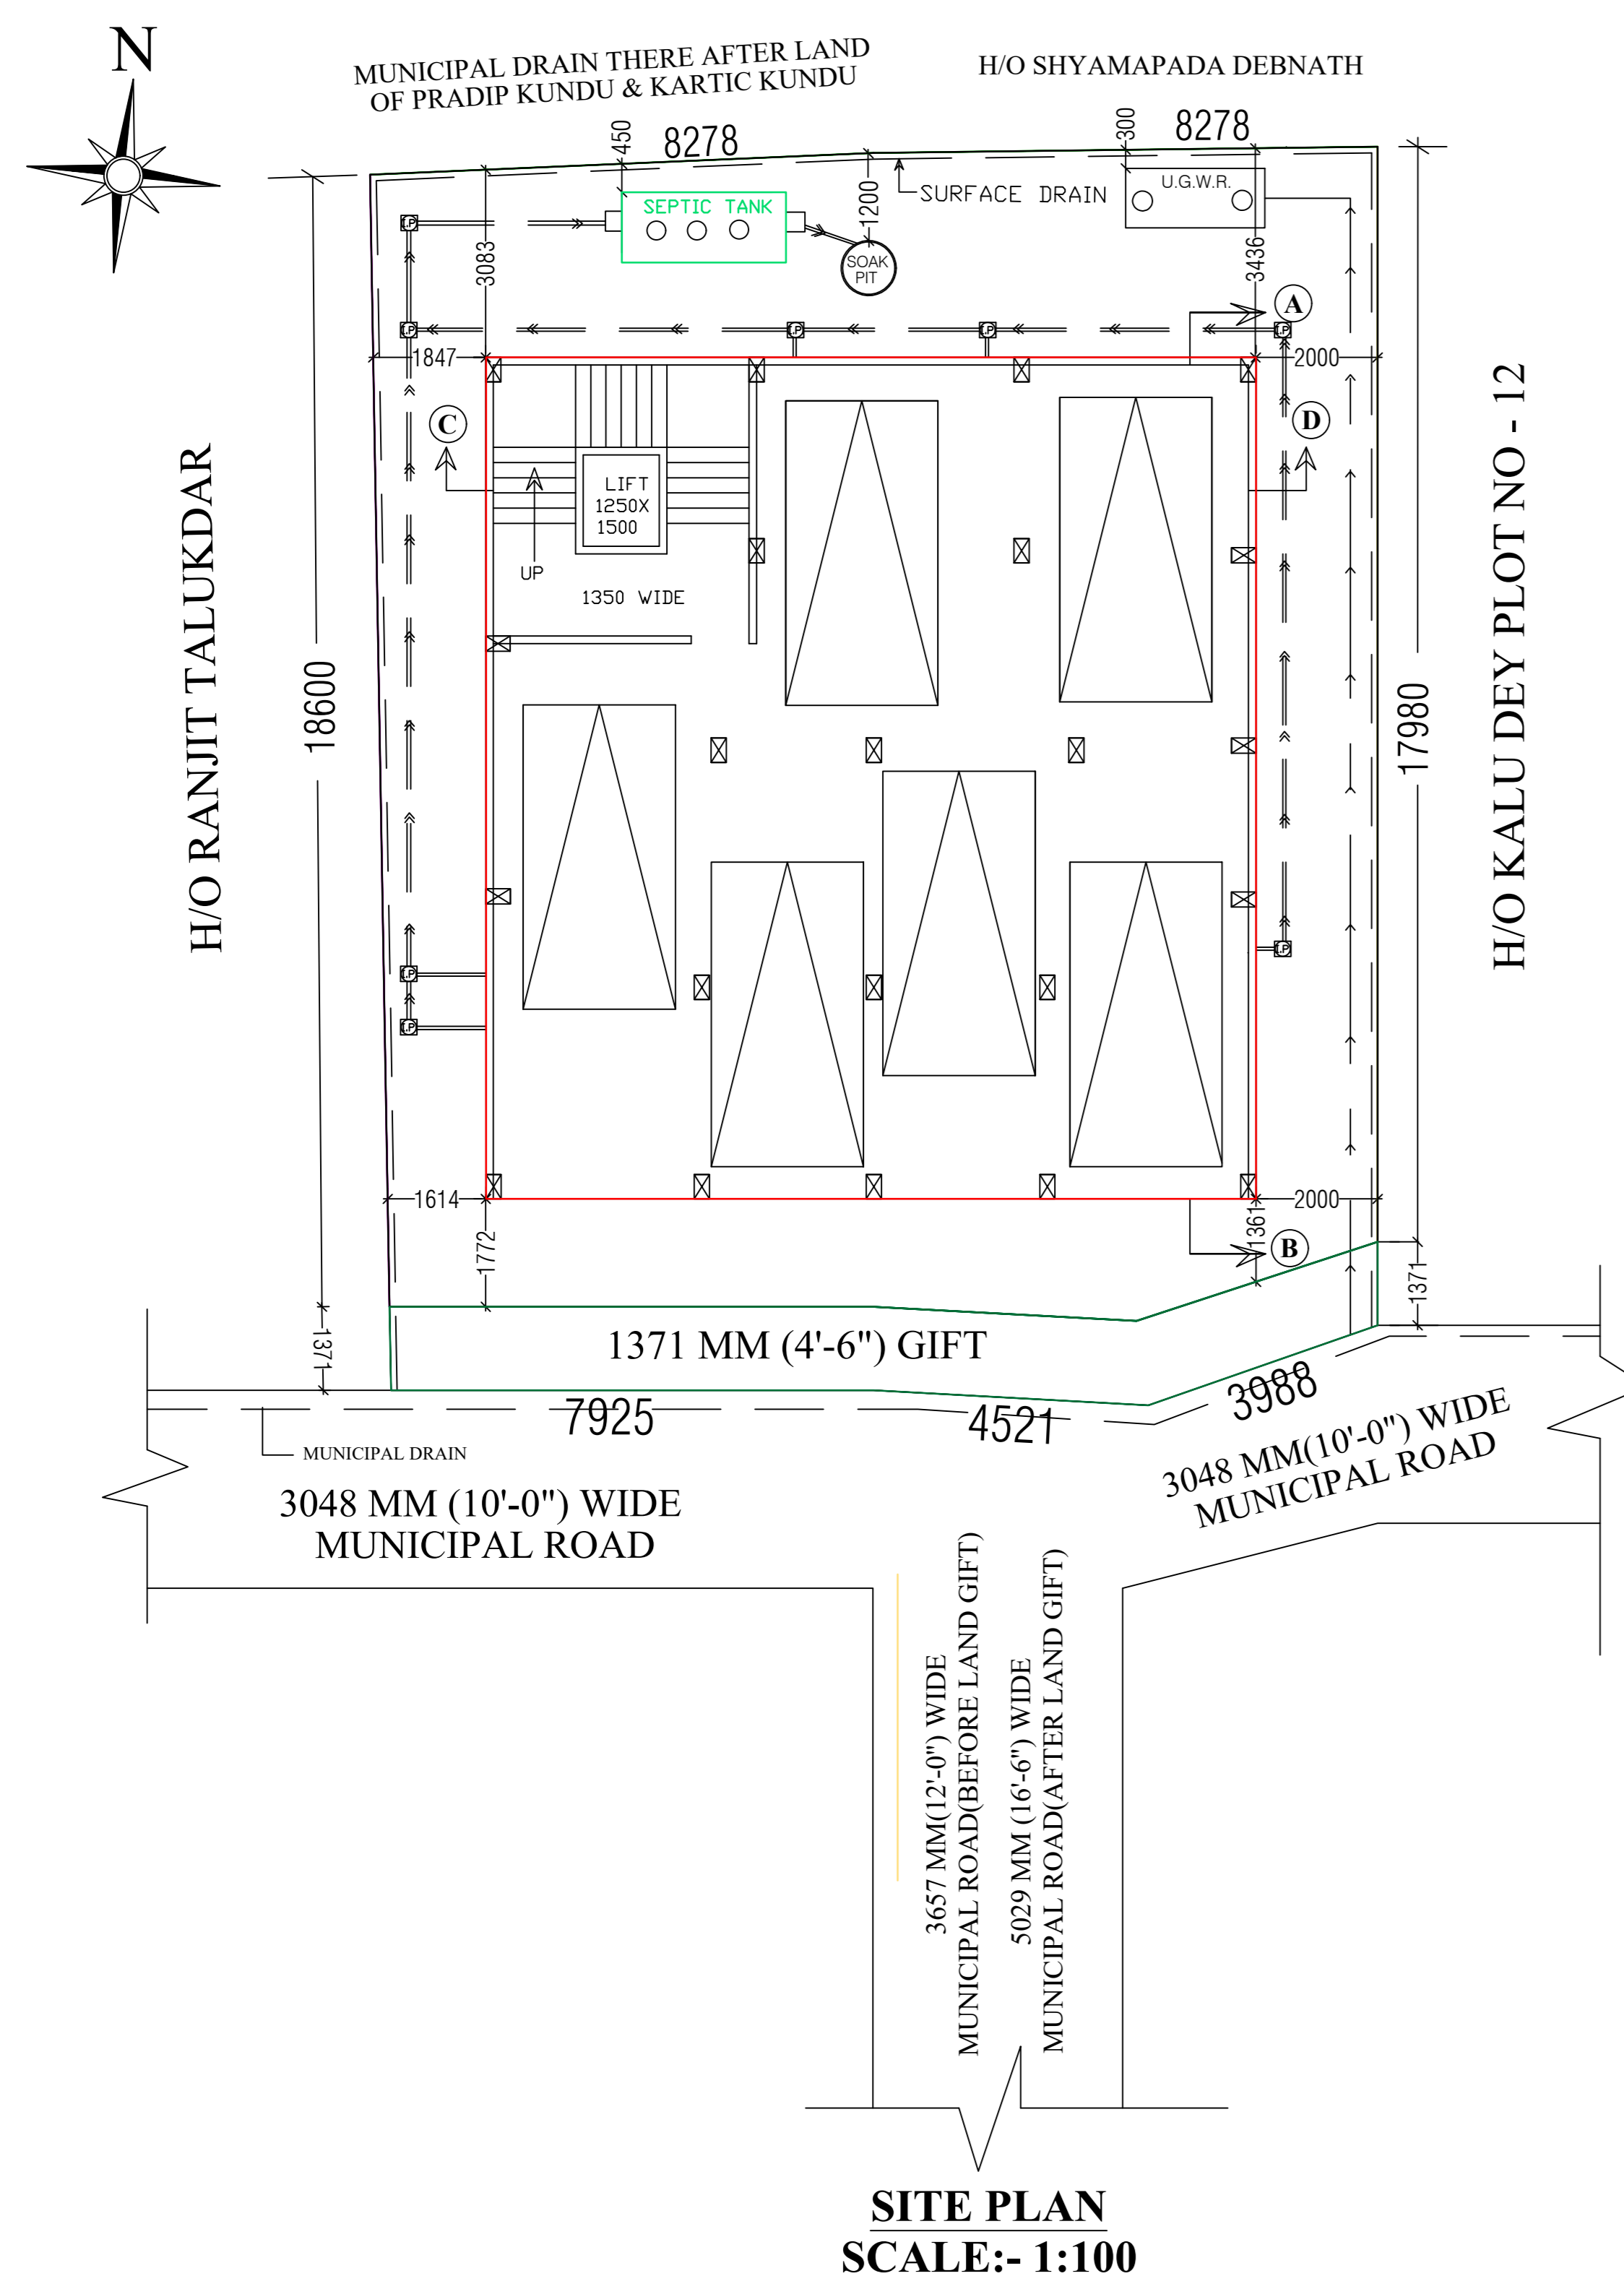 N
MUNICIPAL DRAIN THERE AFTER LAND
OF PRADIP KUNDU & KARTIC KUNDU
H/O SHYAMAPADA DEBNATH
450
8278
300
8278
1200
SURFACE DRAIN
U.G.W.R.
SEPTIC TANK
SOAK
PIT
3083
3436
A
I.P
I.P
I.P
I.P
I.P
1847
2000
C
D
LIFT
1250X
1500
UP
1350 WIDE
H/O RANJIT TALUKDAR
18600
17980
H/O KALU DEY PLOT NO - 12
I.P
I.P
I.P
1614
2000
1772
1361
B
1371
1371
1371 MM (4'-6") GIFT
7925
4521
3988
MUNICIPAL DRAIN
3048 MM (10'-0") WIDE
MUNICIPAL ROAD
3048 MM(10'-0") WIDE
MUNICIPAL ROAD
3657 MM(12'-0") WIDE
MUNICIPAL ROAD(BEFORE LAND GIFT)
5029 MM (16'-6") WIDE
MUNICIPAL ROAD(AFTER LAND GIFT)
SITE PLAN
SCALE:- 1:100